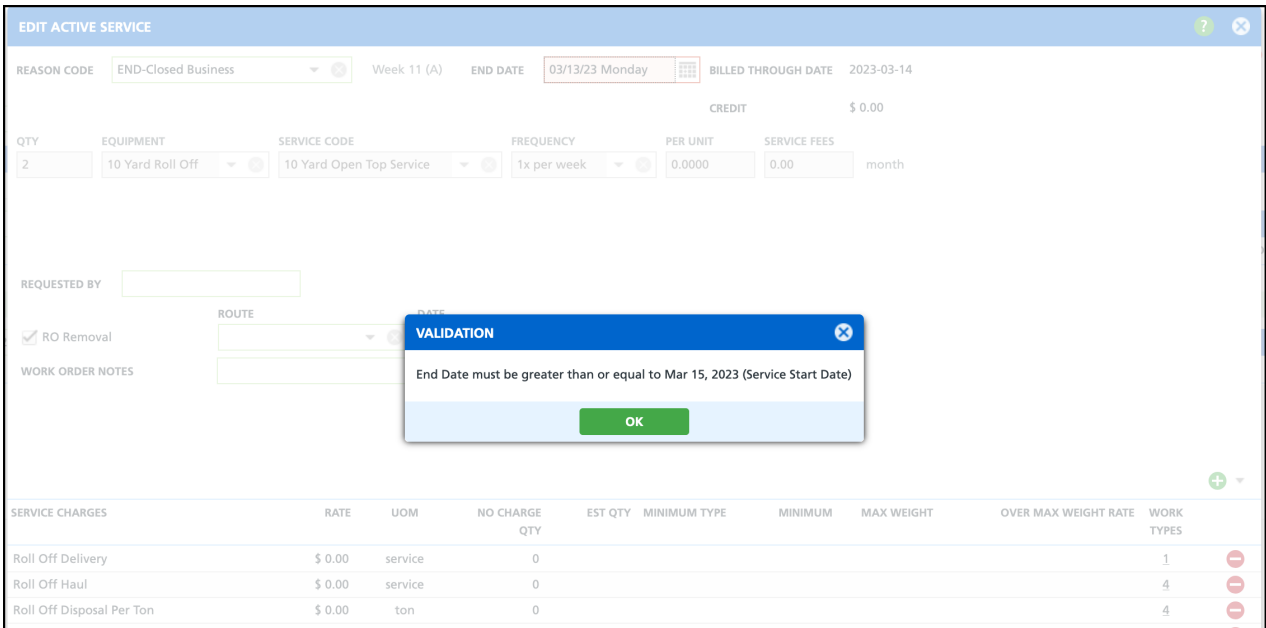 EDIT ACTIVE SERVICE
?
REASON CODE END-Closed Business Week 11 (A) END DATE 03/13/23 Monday BILLED THROUGH DATE 2023-03-14
CREDIT $ 0.00
QTY EQUIPMENT SERVICE CODE FREQUENCY PER UNIT SERVICE FEES
2 10 Yard Roll Off 10 Yard Open Top Service 1x per week 0.0000 0.00 month
REQUESTED BY
ROUTE DATE
RO Removal
WORK ORDER NOTES
VALIDATION
End Date must be greater than or equal to Mar 15, 2023 (Service Start Date)
OK
SERVICE CHARGES RATE UOM NO CHARGE EST QTY MINIMUM TYPE MINIMUM MAX WEIGHT OVER MAX WEIGHT RATE WORK
QTY TYPES
Roll Off Delivery $ 0.00 service 0 1
Roll Off Haul $ 0.00 service 0 4
Roll Off Disposal Per Ton $ 0.00 ton 0 4